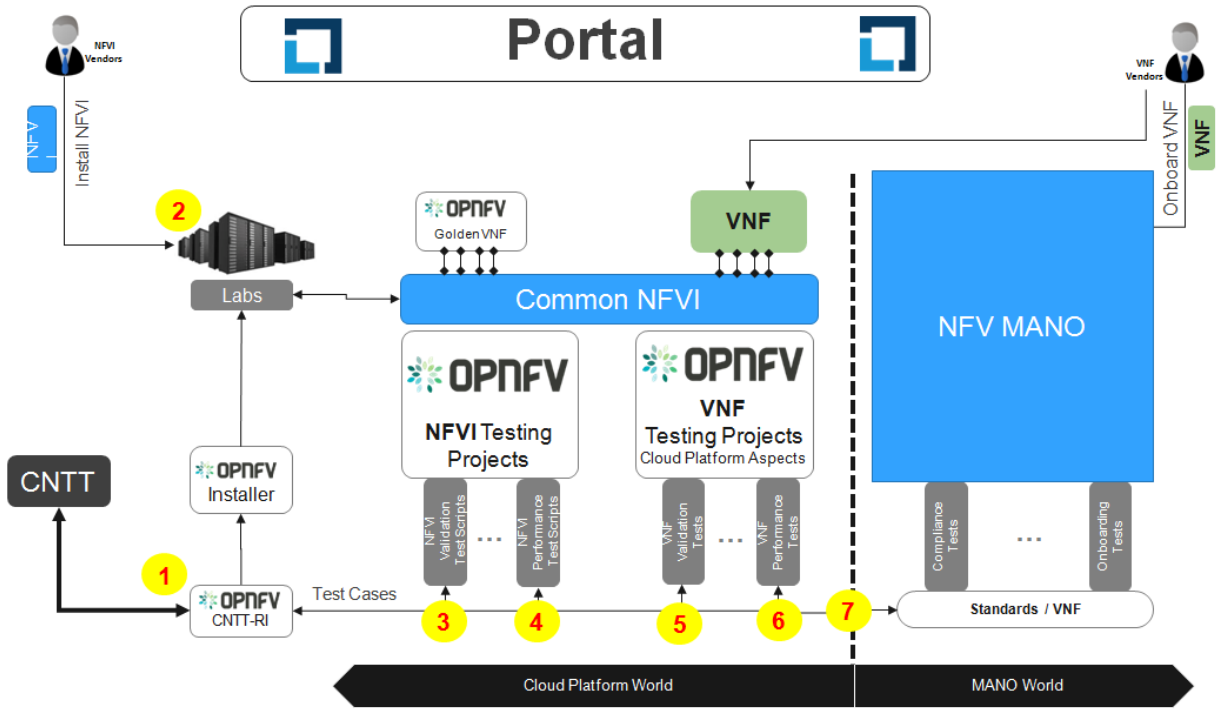 Portal
NFVI
Vendors
VNF
Vendors
NFV
I
Install NFVI
Onboard VNF
VNF
2
OPNFV
Golden VNF
VNF
Labs
Common NFVI
NFV MANO
OPNFV
NFVI Testing
Projects
OPNFV
VNF
Testing Projects
Cloud Platform Aspects
CNTT
OPNFV
Installer
NFVI
Validation
Test Scripts
...
NFVI
Performance
Test Scripts
VNF
Validation
Tests
...
VNF
Performance
Tests
Compliance
Tests
...
Onboarding
Tests
1
OPNFV
CNTT-RI
Test Cases
3
4
5
6
7
Standards / VNF
Cloud Platform World
MANO World